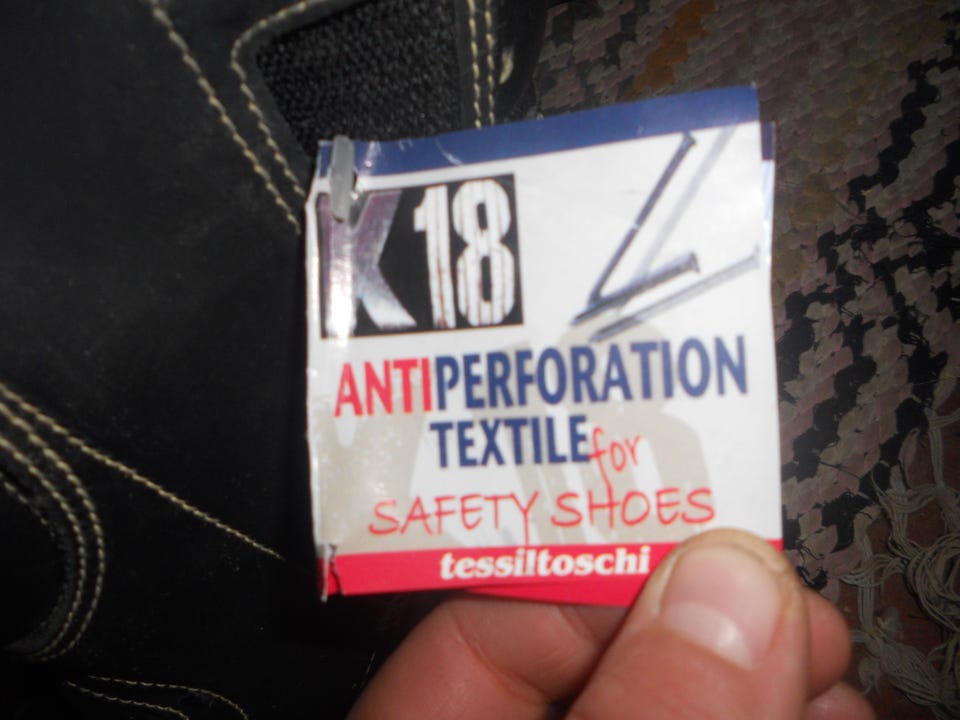 K18
ANTIPERFORATION
TEXTILE for
SAFETY SHOES
tessiltoschi